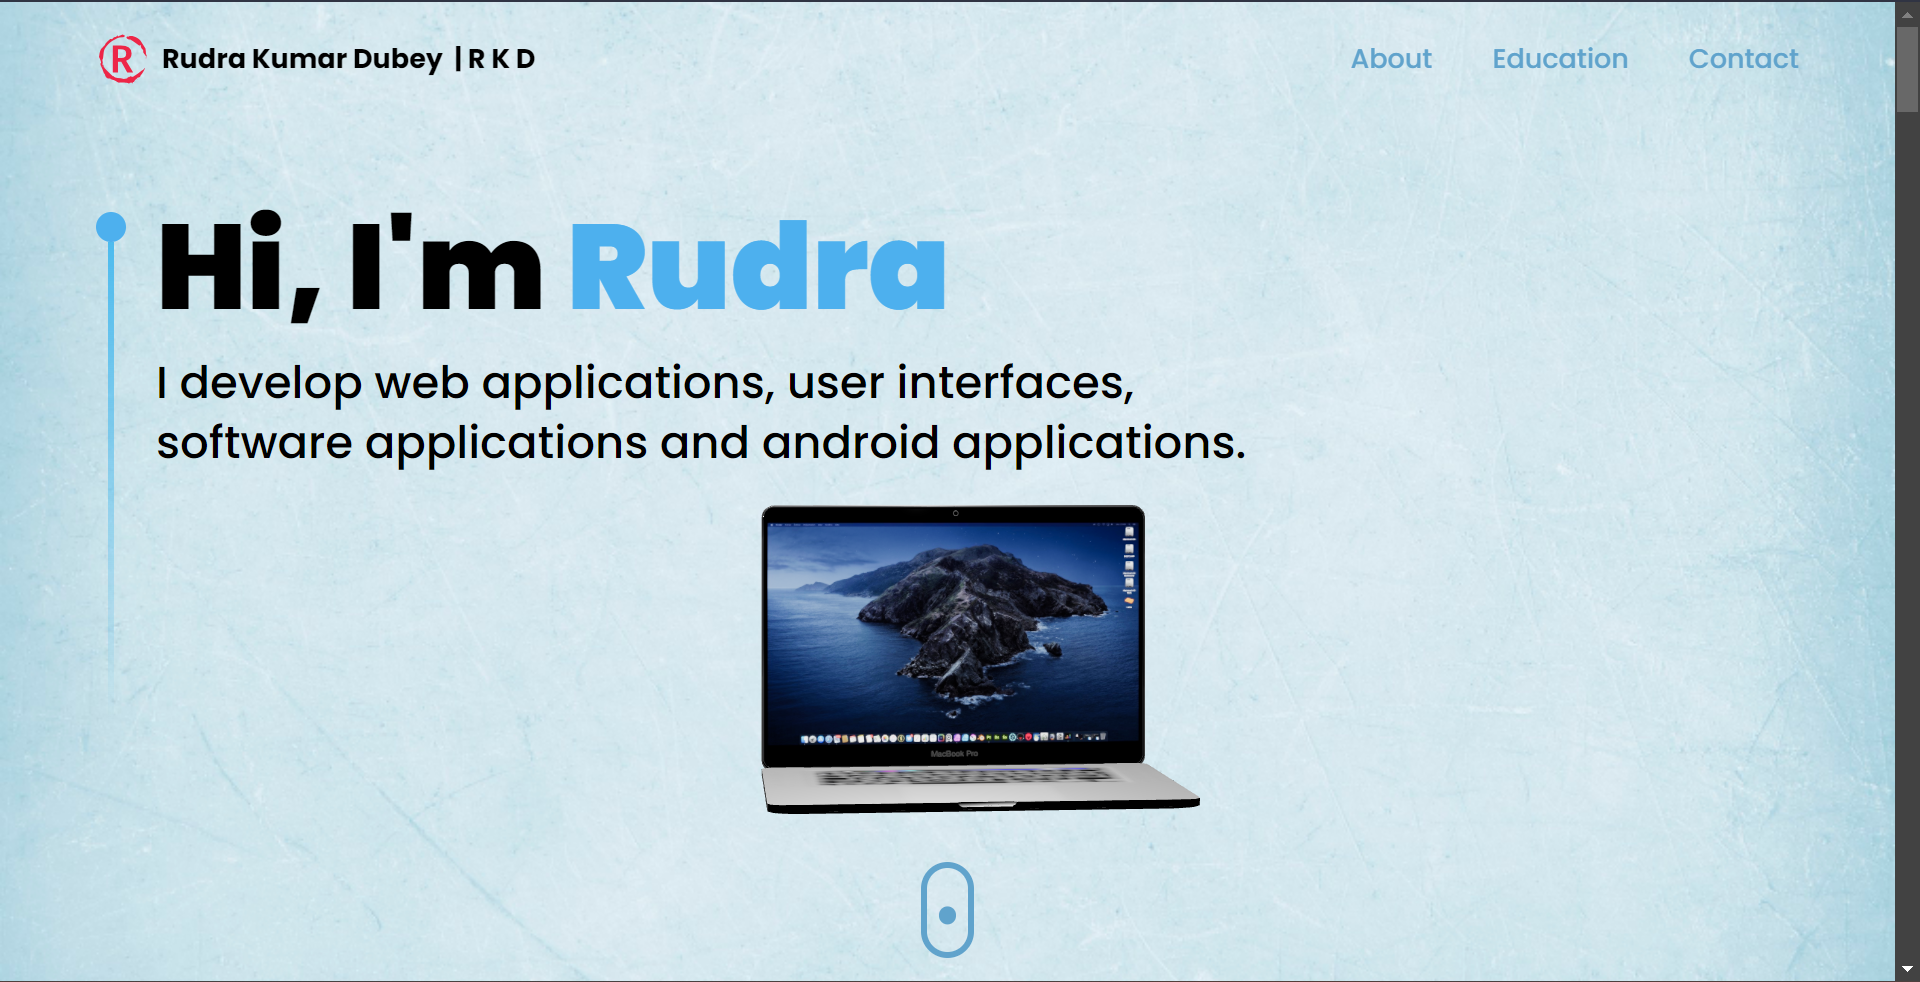 R
Rudra Kumar Dubey | R K D
About Education Contact
Hi, I'm Rudra
I develop web applications, user interfaces,
software applications and android applications.
MacBook Pro